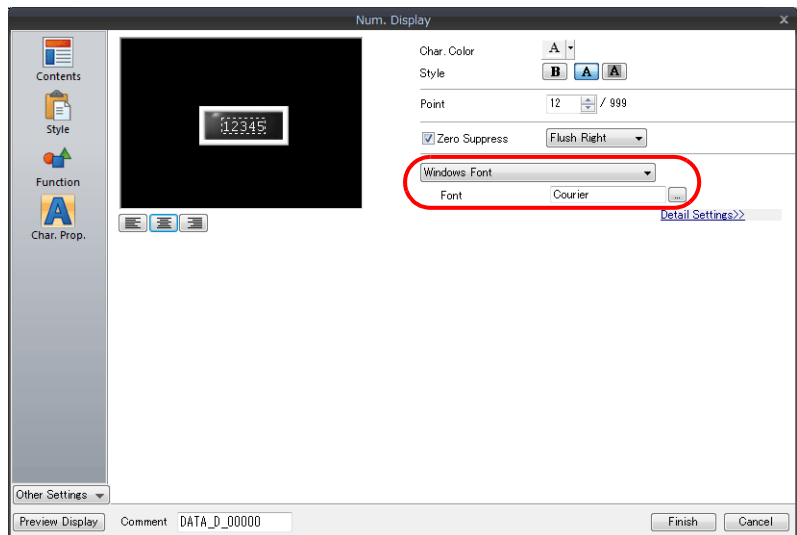 Num. Display x
Contents
Style
Function
Char. Prop.
12345
Char. Color A
Style B A A
Point 12 / 999
Zero Suppress Flush Right
Windows Font
Font Courier ...
Detail Settings>>
Other Settings
Preview Display Comment DATA_D_00000 Finish Cancel